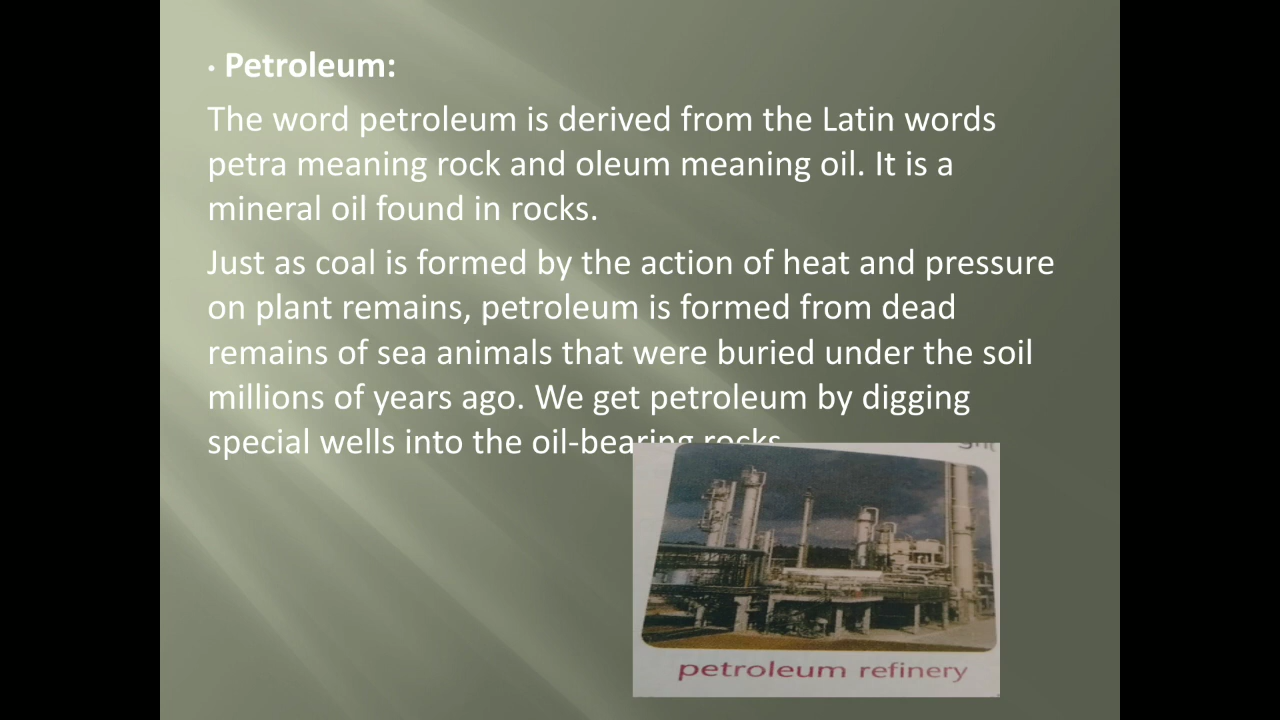 • Petroleum:
The word petroleum is derived from the Latin words
petra meaning rock and oleum meaning oil. It is a
mineral oil found in rocks.
Just as coal is formed by the action of heat and pressure
on plant remains, petroleum is formed from dead
remains of sea animals that were buried under the soil
millions of years ago. We get petroleum by digging
special wells into the oil-bearing rocks
petroleum refinery